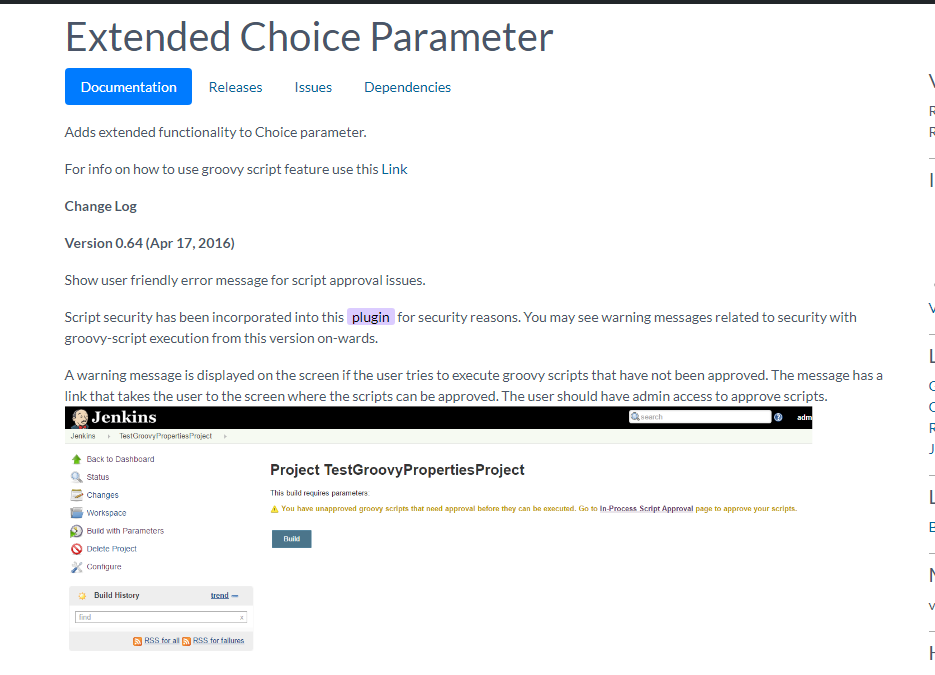 Extended Choice Parameter
Documentation Releases Issues Dependencies
Adds extended functionality to Choice parameter.
For info on how to use groovy script feature use this Link
Change Log
Version 0.64 (Apr 17, 2016)
Show user friendly error message for script approval issues.
Script security has been incorporated into this plugin for security reasons. You may see warning messages related to security with
groovy-script execution from this version on-wards.
A warning message is displayed on the screen if the user tries to execute groovy scripts that have not been approved. The message has a
link that takes the user to the screen where the scripts can be approved. The user should have admin access to approve scripts.
Jenkins search adm
Jenkins TestGroovyPropertiesProject
Back to Dashboard
Status
Changes
Workspace
Build with Parameters
Delete Project
Configure
Project TestGroovyPropertiesProject
This build requires parameters:
You have unapproved groovy scripts that need approval before they can be executed. Go to In-Process Script Approval page to approve your scripts.
Build
Build History trend
find x
RSS for all RSS for failures